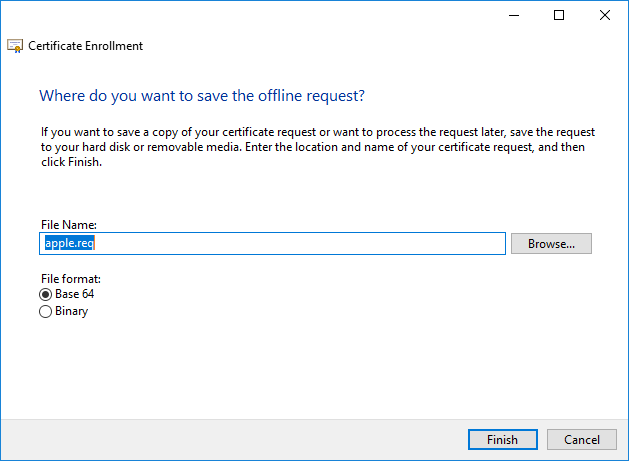 Certificate Enrollment
Where do you want to save the offline request?
If you want to save a copy of your certificate request or want to process the request later, save the request
to your hard disk or removable media. Enter the location and name of your certificate request, and then
click Finish.
File Name:
apple.req
Browse...
File format:
Base 64
Binary
Finish
Cancel